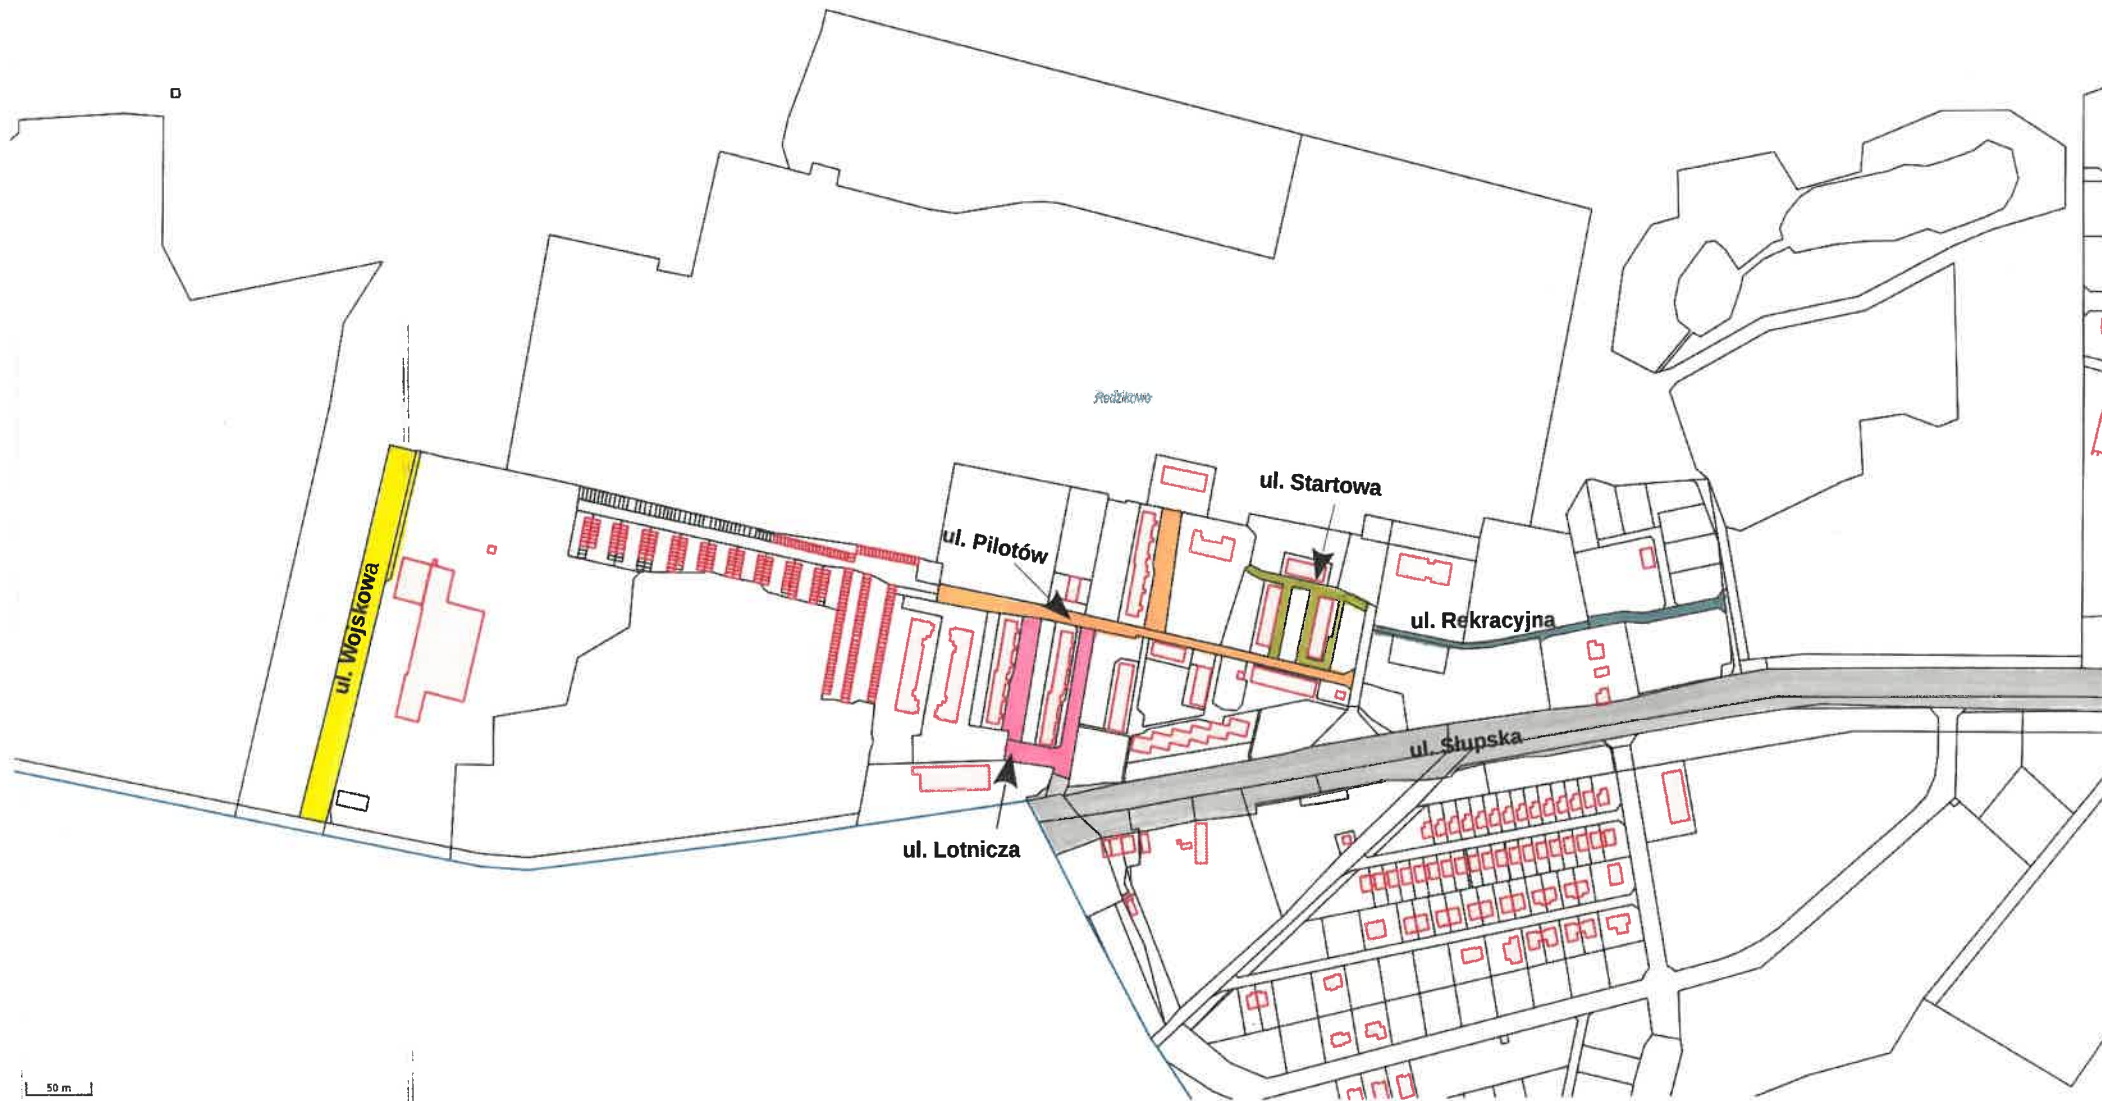 Redzikowo
ul. Startowa
ul. Pilotów
ul. Wojskowa
ul. Rekracyjna
ul. Słupska
ul. Lotnicza
50 m